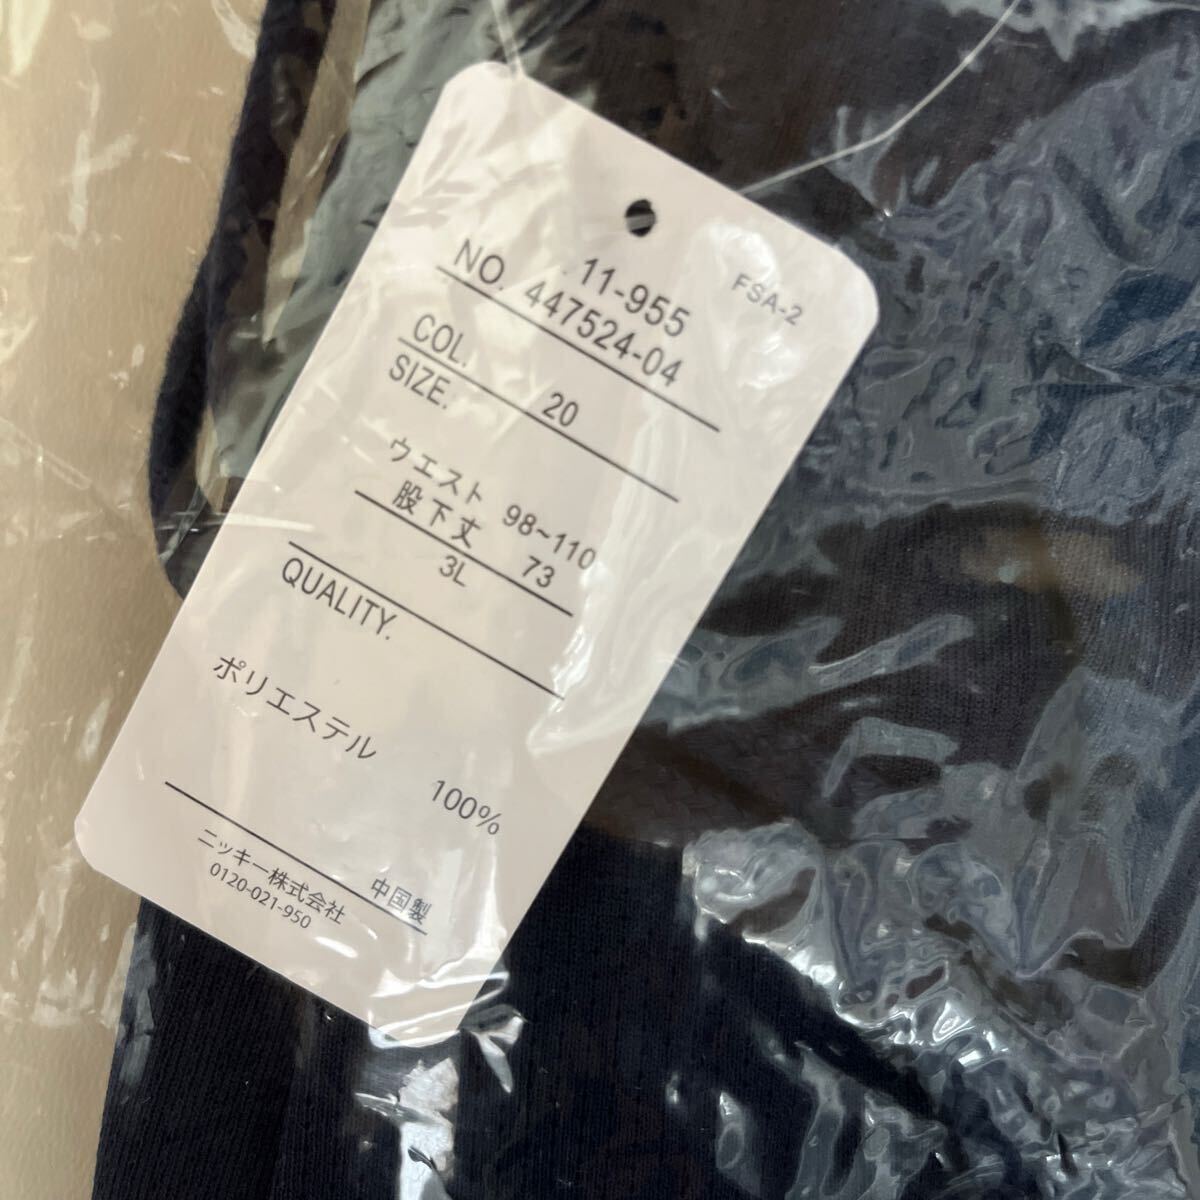 FSA-2
11-955
NO. 447524-04
COL. 20
SIZE.
ウエスト 98~110
股下丈 73
3L
QUALITY.
ポリエステル 100%
中国製
ニッキー株式会社
0120-021-950